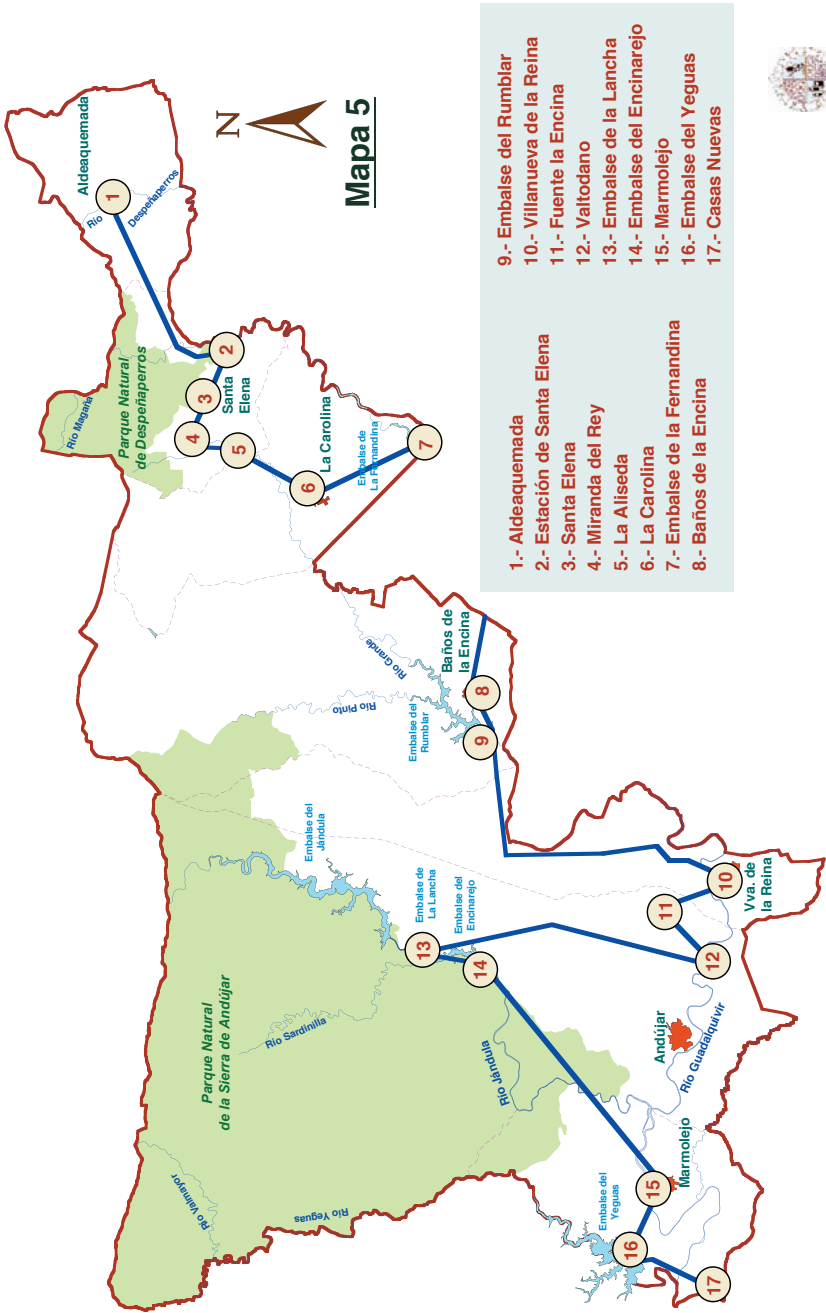 Mapa 5
N
Aldeaquemada
Río
Despeñaperros
1
Parque Natural
de Despeñaperros
Río Magaña
2
3
Santa
Elena
4
5
6
La Carolina
Embalse de
La Fernandina
7
Río Grande
Baños de
la Encina
8
9
Río Pinto
Embalse del
Rumblar
Embalse del
Jándula
Embalse de
La Lancha
Embalse del
Encinarejo
10
Vva. de
la Reina
11
12
13
14
Parque Natural
de la Sierra de Andújar
Río Sardinilla
Río Jándula
Andújar
Río Guadalquivir
Río Valmayor
Río Yeguas
Marmolejo
15
Embalse del
Yeguas
16
17
1.- Aldeaquemada
2.- Estación de Santa Elena
3.- Santa Elena
4.- Miranda del Rey
5.- La Aliseda
6.- La Carolina
7.- Embalse de la Fernandina
8.- Baños de la Encina
9.- Embalse del Rumblar
10.- Villanueva de la Reina
11.- Fuente la Encina
12.- Valtodano
13.- Embalse de la Lancha
14.- Embalse del Encinarejo
15.- Marmolejo
16.- Embalse del Yeguas
17.- Casas Nuevas